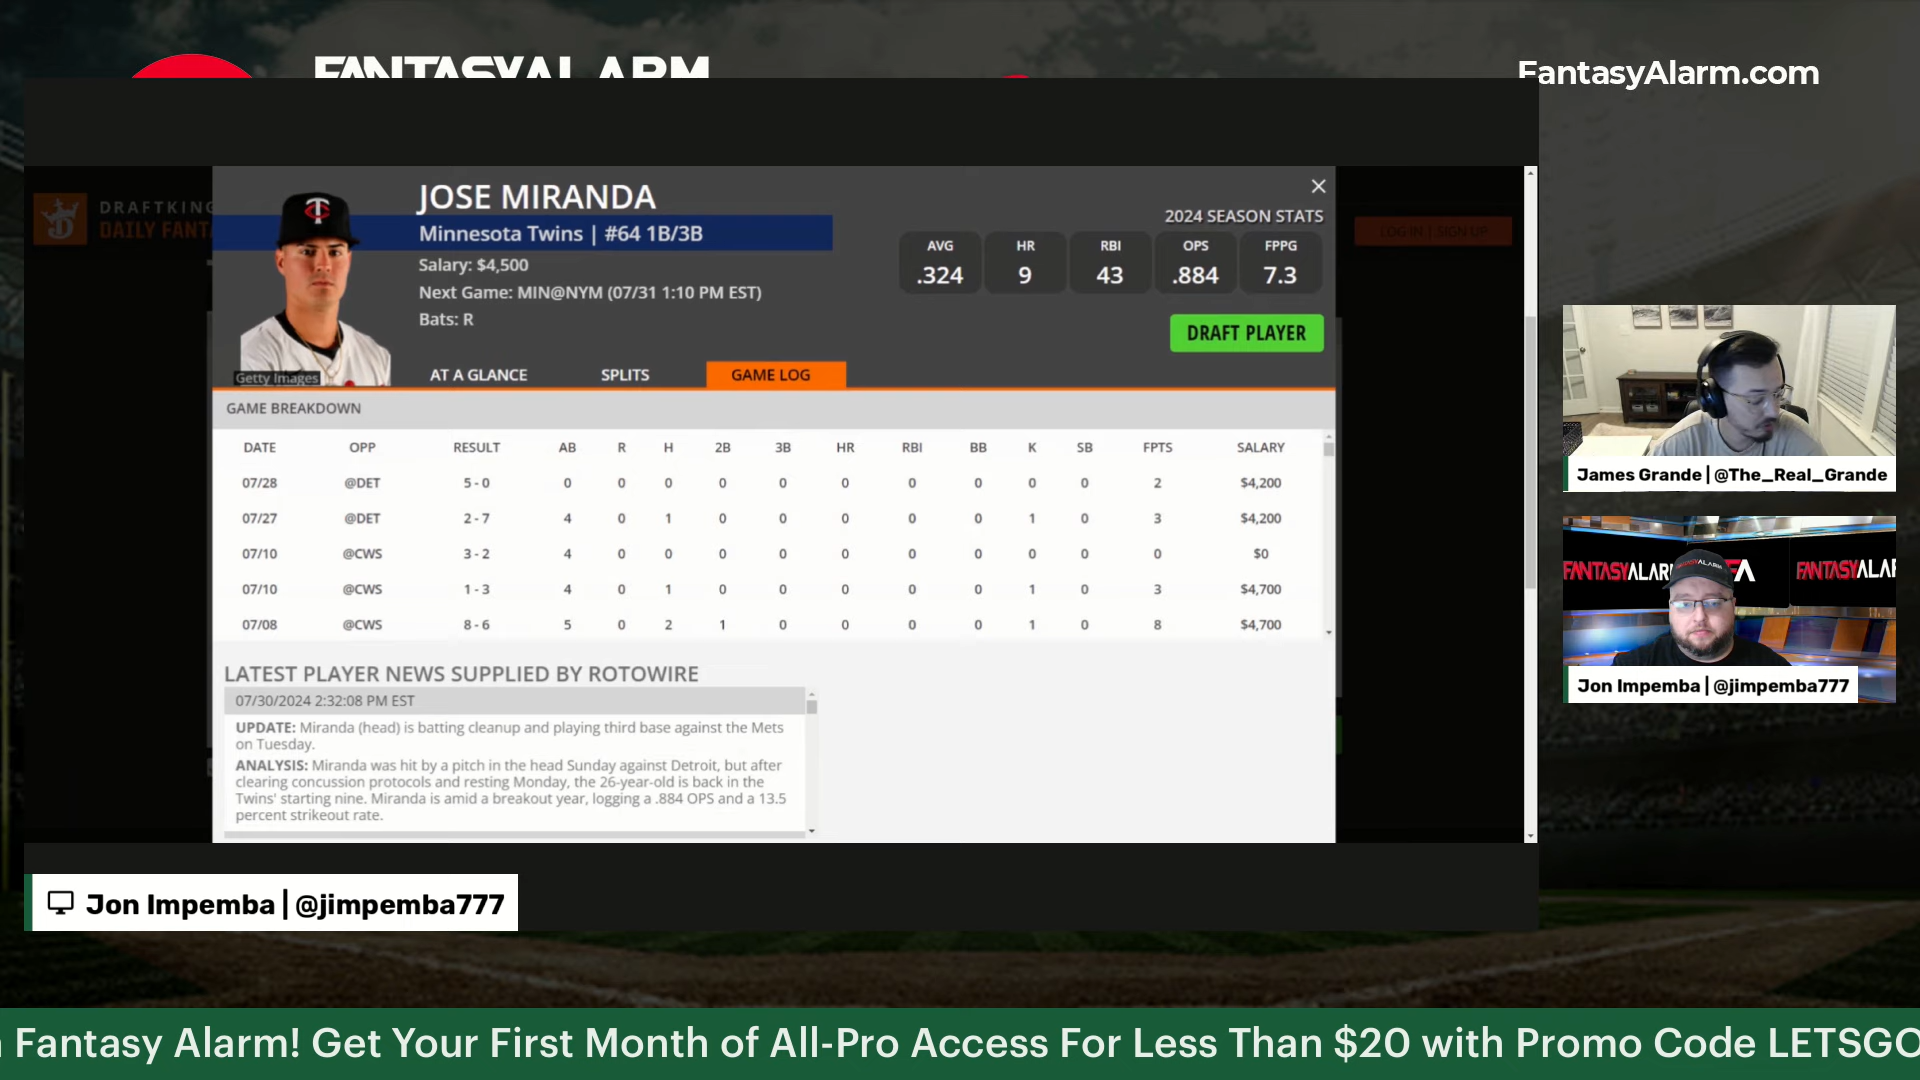 FANTASYALARM
FantasyAlarm.com
DRAFTKING
DAILY FANT
LOG IN | SIGN UP
JOSE MIRANDA
Minnesota Twins | #64 1B/3B
Salary: $4,500
Next Game: MIN@NYM (07/31 1:10 PM EST)
Bats: R
Getty Images
2024 SEASON STATS
AVG HR RBI OPS FPPG
.324 9 43 .884 7.3
DRAFT PLAYER
AT A GLANCE SPLITS GAME LOG
GAME BREAKDOWN
DATE OPP RESULT AB R H 2B 3B HR RBI BB K SB FPTS SALARY
07/28 @DET 5 - 0 0 0 0 0 0 0 0 0 0 0 2 $4,200
07/27 @DET 2 - 7 4 0 1 0 0 0 0 0 1 0 3 $4,200
07/10 @CWS 3 - 2 4 0 0 0 0 0 0 0 0 0 0 $0
07/10 @CWS 1 - 3 4 0 1 0 0 0 0 0 1 0 3 $4,700
07/08 @CWS 8 - 6 5 0 2 1 0 0 0 0 1 0 8 $4,700
LATEST PLAYER NEWS SUPPLIED BY ROTOWIRE
07/30/2024 2:32:08 PM EST
UPDATE: Miranda (head) is batting cleanup and playing third base against the Mets
on Tuesday.
ANALYSIS: Miranda was hit by a pitch in the head Sunday against Detroit, but after
clearing concussion protocols and resting Monday, the 26-year-old is back in the
Twins' starting nine. Miranda is amid a breakout year, logging a .884 OPS and a 13.5
percent strikeout rate.
James Grande | @The_Real_Grande
FANTASYALAR FA FANTASYALAR
Jon Impemba | @jimpemba777
Jon Impemba | @jimpemba777
Fantasy Alarm! Get Your First Month of All-Pro Access For Less Than $20 with Promo Code LETSGO